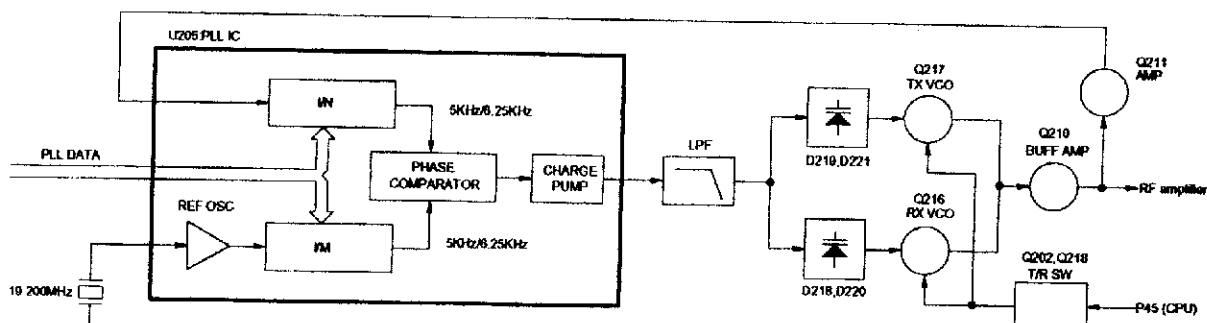 U206:PLL IC
Q211
AMP
Q217
TX VCO
I/N
5KHz/6.25KHz
Q210
BUFF AMP
PLL DATA
LPF
PHASE
COMPARATOR
CHARGE
PUMP
D219,D221
RF amplifier
REF OSC
Q216
RX VCO
I/M
5KHz/6.25KHz
Q202,Q218
T/R SW
19.200MHz
D218,D220
P45 (CPU)